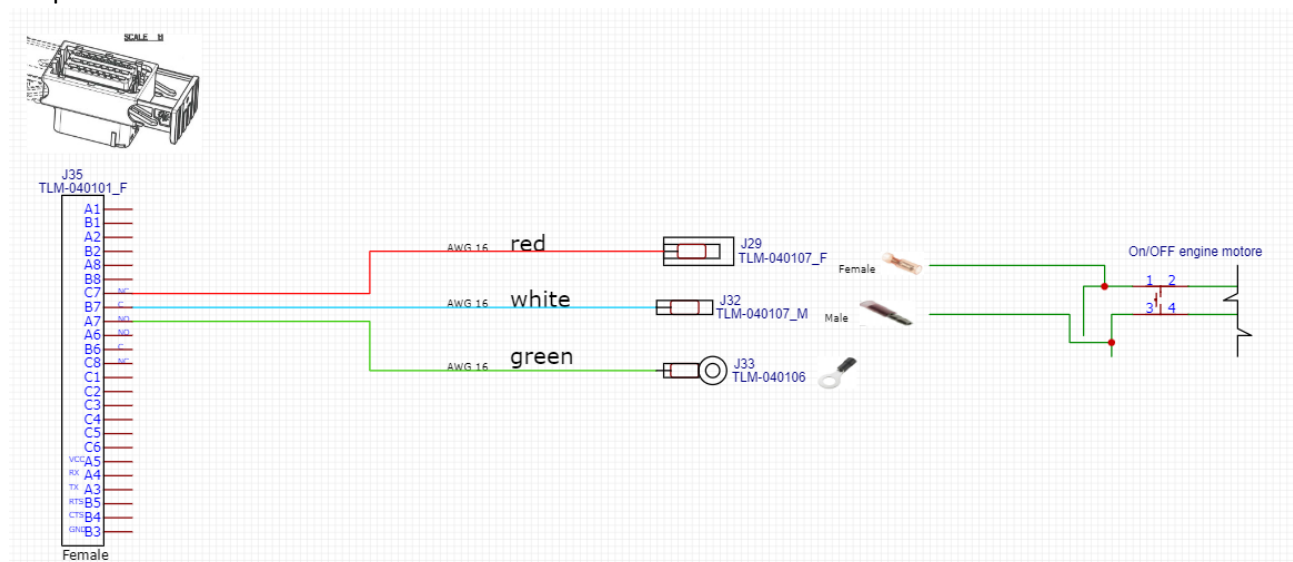 SCALE
J35
TLM-040101_F
A1
B1
A2
B2
A8
B8
C7 NC
B7 C
A7 NO
A6 NO
B6 C
C8 NC
C1
C2
C3
C4
C5
C6
VCC A5
RX A4
TX A3
RTS B5
CTS B4
GND B3
Female
AWG 16 red
J29
TLM-040107_F
Female
AWG 16 white
J32
TLM-040107_M
Male
AWG 16 green
J33
TLM-040106
On/OFF engine motore
1 2
3 4